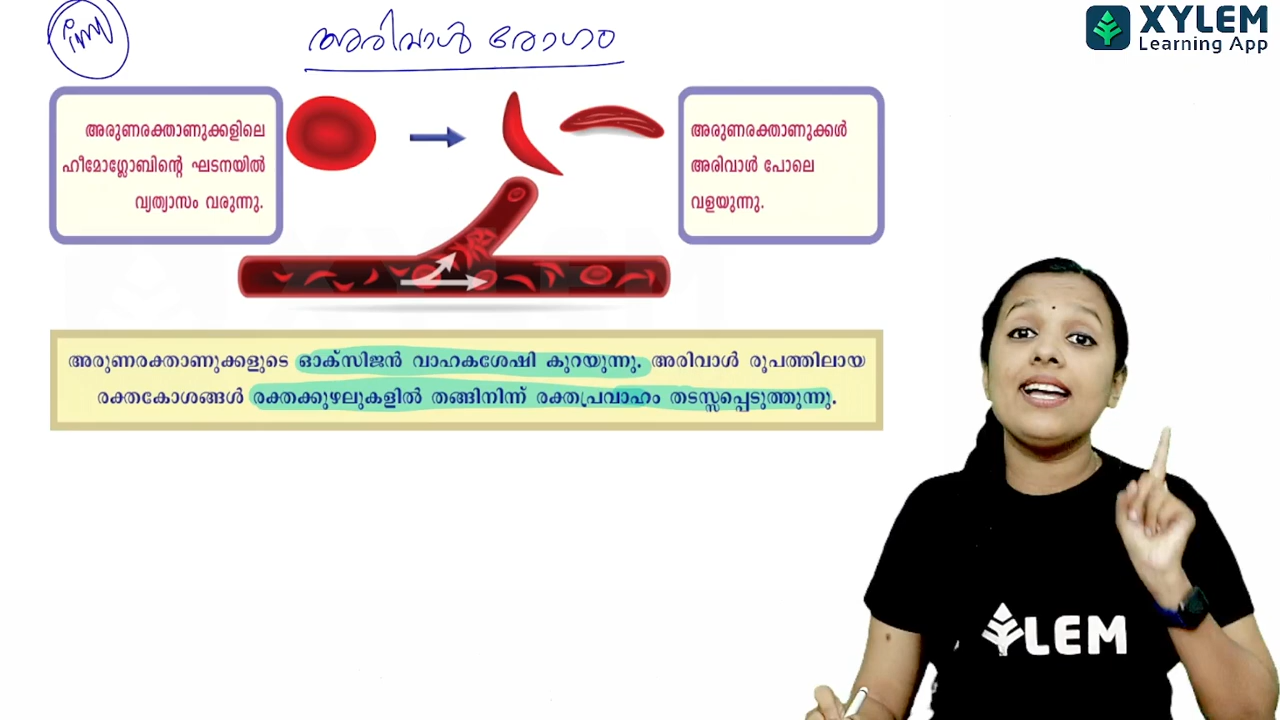 imp
അരിവാൾ രോഗം
XYLEM
Learning App
അരുണരക്താണുക്കളിലെ
ഹീമോഗ്ലോബിന്റെ ഘടനയിൽ
വ്യത്യാസം വരുന്നു.
അരുണരക്താണുക്കൾ
അരിവാൾ പോലെ
വളയുന്നു.
XYLEM
അരുണരക്താണുക്കളുടെ ഓക്സിജൻ വാഹകശേഷി കുറയുന്നു. അരിവാൾ രൂപത്തിലായ
രക്തകോശങ്ങൾ രക്തക്കുഴലുകളിൽ തങ്ങിനിന്ന് രക്തപ്രവാഹം തടസ്സപ്പെടുത്തുന്നു.
YLEM